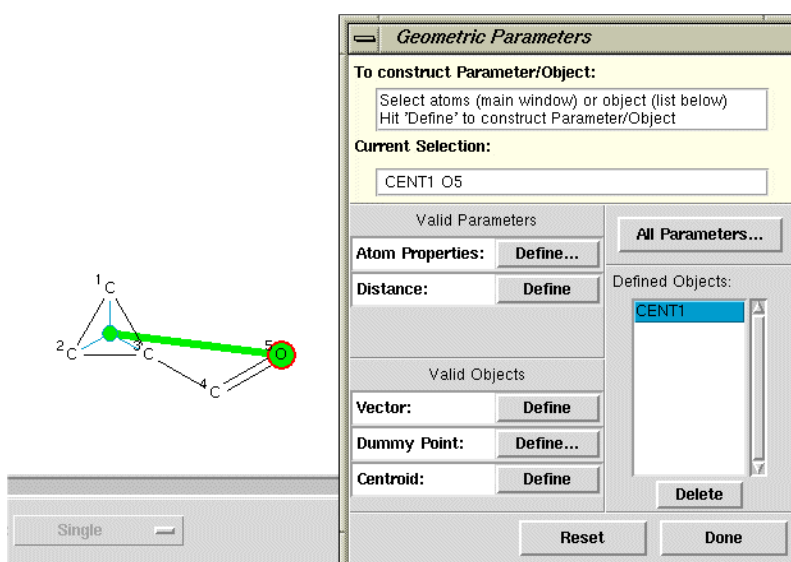 Geometric Parameters
To construct Parameter/Object:
Select atoms (main window) or object (list below)
Hit 'Define' to construct Parameter/Object
Current Selection:
CENT1 O5
Valid Parameters
Atom Properties: Define...
Distance: Define
Valid Objects
Vector: Define
Dummy Point: Define...
Centroid: Define
All Parameters...
Defined Objects:
CENT1
Delete
Reset Done
1 C
2 C
3 C
4 C
5 O
Single